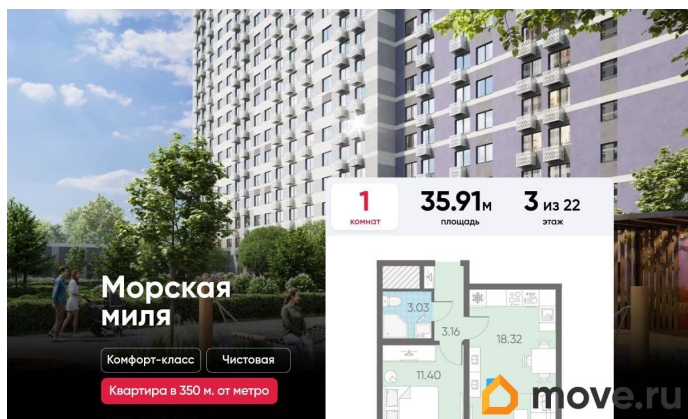 1
комнат
35.91м
площадь
3 из 22
этаж
Морская
миля
Комфорт-класс
Чистовая
Квартира в 350 м. от метро
3.03
3.16
18.32
11.40
move.ru